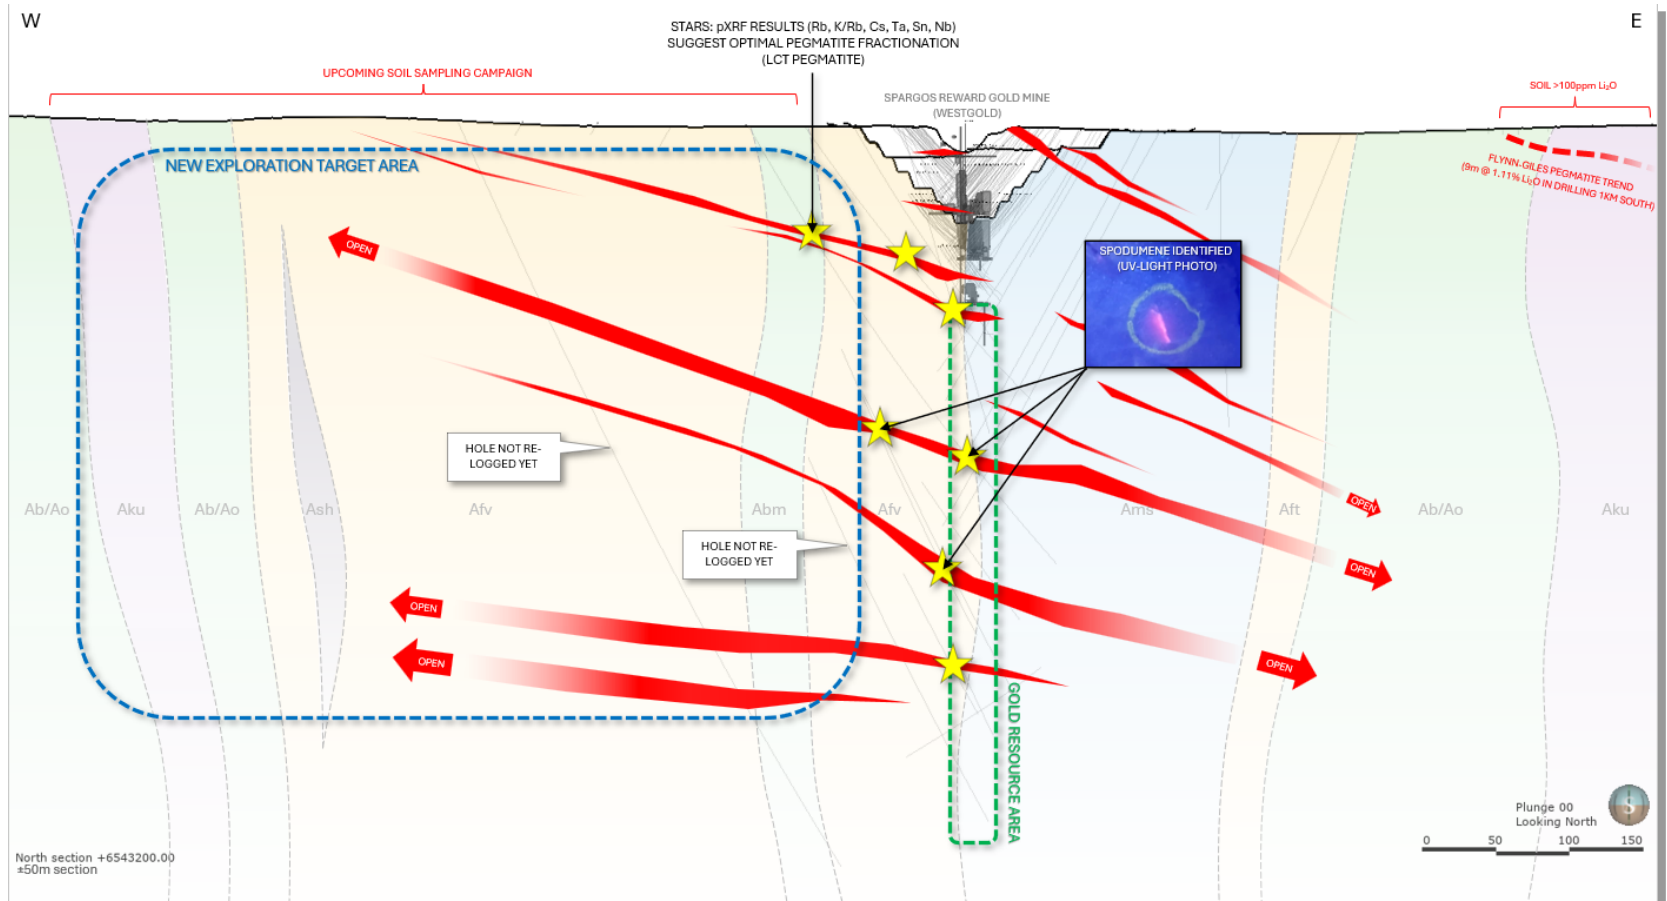 W
E
STARS: pXRF RESULTS (Rb, K/Rb, Cs, Ta, Sn, Nb)
SUGGEST OPTIMAL PEGMATITE FRACTIONATION
(LCT PEGMATITE)
UPCOMING SOIL SAMPLING CAMPAIGN
SPARGOS REWARD GOLD MINE
(WESTGOLD)
SOIL >100ppm Li₂O
NEW EXPLORATION TARGET AREA
FLYNN-GILES PEGMATITE TREND
(9m @ 1.11% Li₂O IN DRILLING 1KM SOUTH)
OPEN
SPODUMENE IDENTIFIED
(UV-LIGHT PHOTO)
HOLE NOT RE-
LOGGED YET
Ab/Ao
Aku
Ab/Ao
Ash
Afv
Abm
Afv
Ams
Aft
Ab/Ao
Aku
OPEN
HOLE NOT RE-
LOGGED YET
OPEN
OPEN
OPEN
OPEN
GOLD RESOURCE AREA
Plunge 00
Looking North
S
0 50 100 150
North section +6543200.00
±50m section